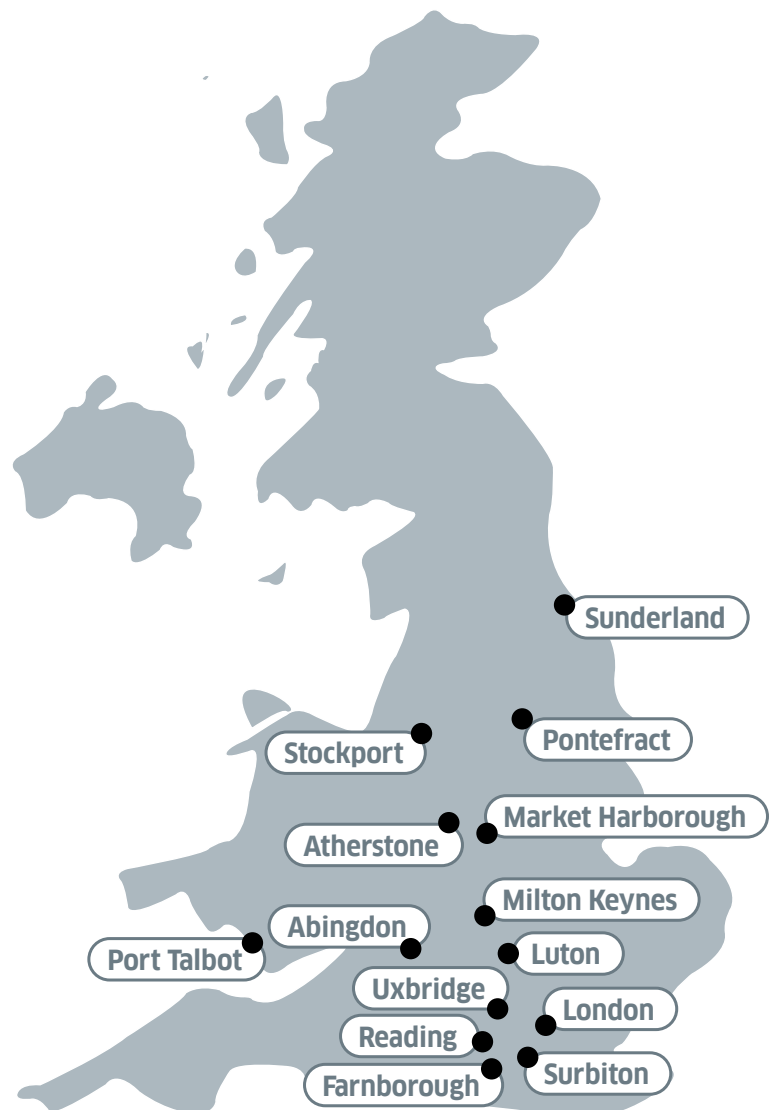 Sunderland
Pontefract
Stockport
Market Harborough
Atherstone
Milton Keynes
Abingdon
Luton
Port Talbot
Uxbridge
London
Reading
Surbiton
Farnborough